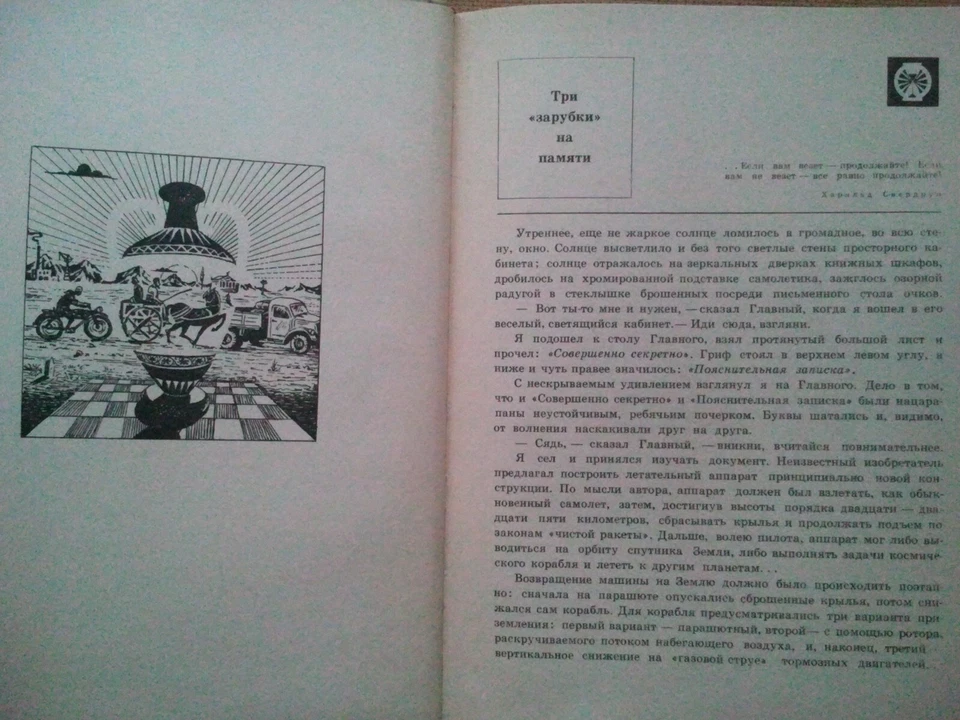 Три
«зарубки»
на
памяти
...Если вам везет — продолжайте! Если
вам не везет — все равно продолжайте!
Харальд
Утреннее, еще не жаркое солнце ломилось в громадное, во всю сте-
ну, окно. Солнце высветлило и без того светлые стены просторного ка-
бинета; солнце отражалось на зеркальных дверках книжных шкафов,
дробилось на хромированной подставке самолетика, зажглось озорной
радугой в стеклышке брошенных посреди письменного стола очков.
— Вот ты-то мне и нужен, — сказал Главный, когда я вошел в его
веселый, светящийся кабинет. — Иди сюда, взгляни.
Я подошел к столу Главного, взял протянутый большой лист и
прочел: «Совершенно секретно». Гриф стоял в верхнем левом углу, а
ниже и чуть правее значилось: «Пояснительная записка».
С нескрываемым удивлением взглянул я на Главного. Дело в том,
что и «Совершенно секретно» и «Пояснительная записка» были нацара-
паны неустойчивым, ребячьим почерком. Буквы шатались и, видимо,
от волнения наскакивали друг на друга.
— Сядь, — сказал Главный, — вникни, вчитайся повнимательнее.
Я сел и принялся изучать документ. Неизвестный изобретатель
предлагал построить летательный аппарат принципиально новой кон-
струкции. По мысли автора, аппарат должен был взлетать, как обык-
новенный самолет, затем, достигнув высоты порядка двадцати — два-
дцати пяти километров, сбрасывать крылья и продолжать подъем по
законам «чистой ракеты». Дальше, волею пилота, аппарат мог либо вы-
водиться на орбиту спутника Земли, либо выполнять задачи космиче-
ского корабля и лететь к другим планетам...
Возвращение машины на Землю должно было происходить поэтап-
но: сначала на парашюте опускались сброшенные крылья, потом сни-
жался сам корабль. Для корабля предусматривались три варианта при-
земления: первый вариант — парашютный, второй — с помощью ротора,
раскручиваемого потоком набегающего воздуха, и, наконец, третий —
вертикальное снижение на «газовой струе» тормозных двигателей.